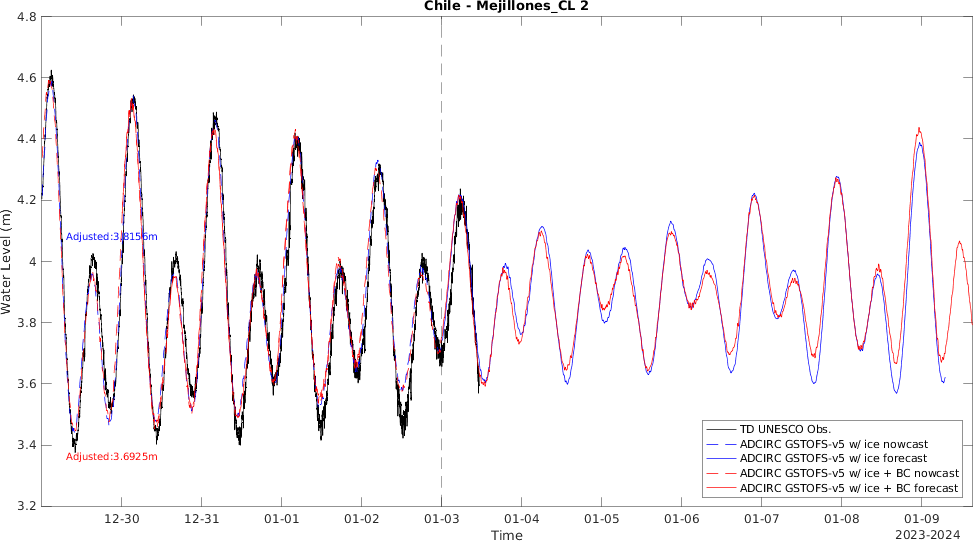 Chile - Mejillones_CL 2
4.8
4.6
4.4
4.2
4
3.8
3.6
3.4
3.2
Water Level (m)
Adjusted:3.8156m
Adjusted:3.6925m
TD UNESCO Obs.
ADCIRC GSTOFS-v5 w/ ice nowcast
ADCIRC GSTOFS-v5 w/ ice forecast
ADCIRC GSTOFS-v5 w/ ice + BC nowcast
ADCIRC GSTOFS-v5 w/ ice + BC forecast
12-30 12-31 01-01 01-02 01-03 01-04 01-05 01-06 01-07 01-08 01-09
Time
2023-2024